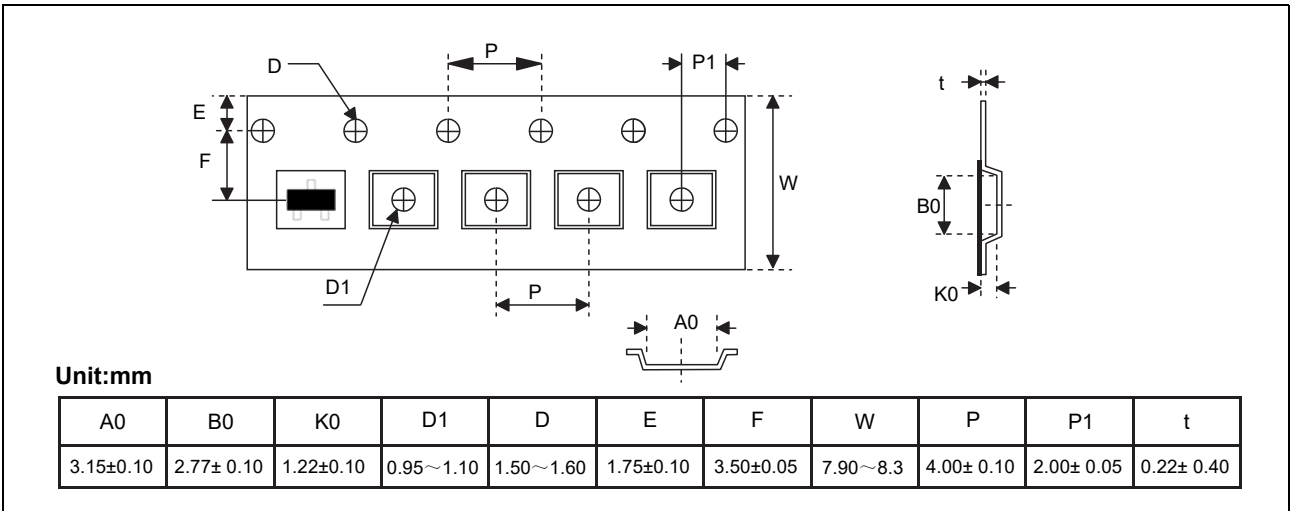 P
P1
D
t
E
F
W
B0
D1
P
K0
A0
Unit:mm
A0 B0 K0 D1 D E F W P P1 t
3.15±0.10 2.77± 0.10 1.22±0.10 0.95～1.10 1.50～1.60 1.75±0.10 3.50±0.05 7.90～8.3 4.00± 0.10 2.00± 0.05 0.22± 0.40